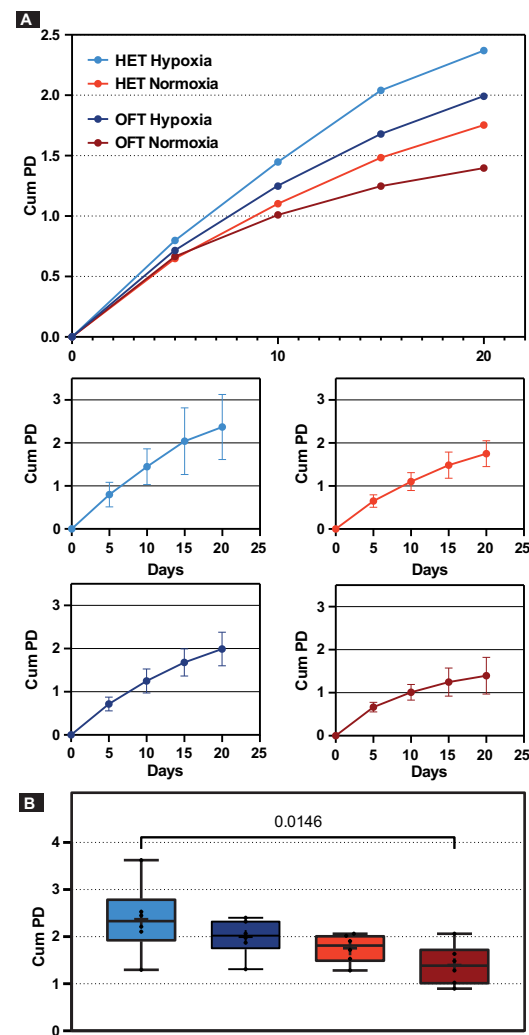 A
2.5
2.0
1.5
1.0
0.5
0.0
Cum PD
HET Hypoxia
HET Normoxia
OFT Hypoxia
OFT Normoxia
0 10 20
3
2
1
0
Cum PD
0 5 10 15 20 25
Days
3
2
1
0
Cum PD
0 5 10 15 20 25
Days
3
2
1
0
Cum PD
0 5 10 15 20 25
Days
3
2
1
0
Cum PD
0 5 10 15 20 25
Days
B
0.0146
4
3
2
1
0
Cum PD